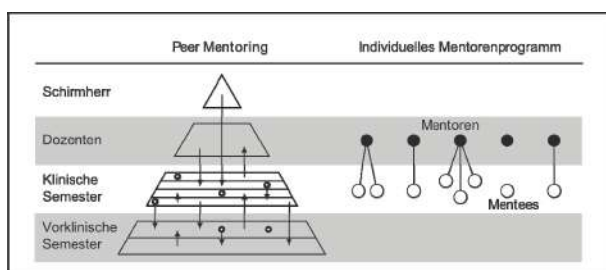 Peer Mentoring
Individuelles Mentorenprogramm
Schirmherr
Dozenten
Mentoren
Klinische
Semester
Mentees
Vorklinische
Semester